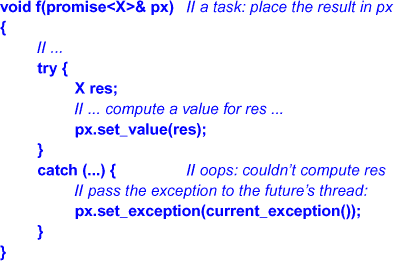 void f(promise<X>& px) // a task: place the result in px
{
// ...
try {
X res;
// ... compute a value for res ...
px.set_value(res);
}
catch (...) { // oops: couldn’t compute res
// pass the exception to the future’s thread:
px.set_exception(current_exception());
}
}